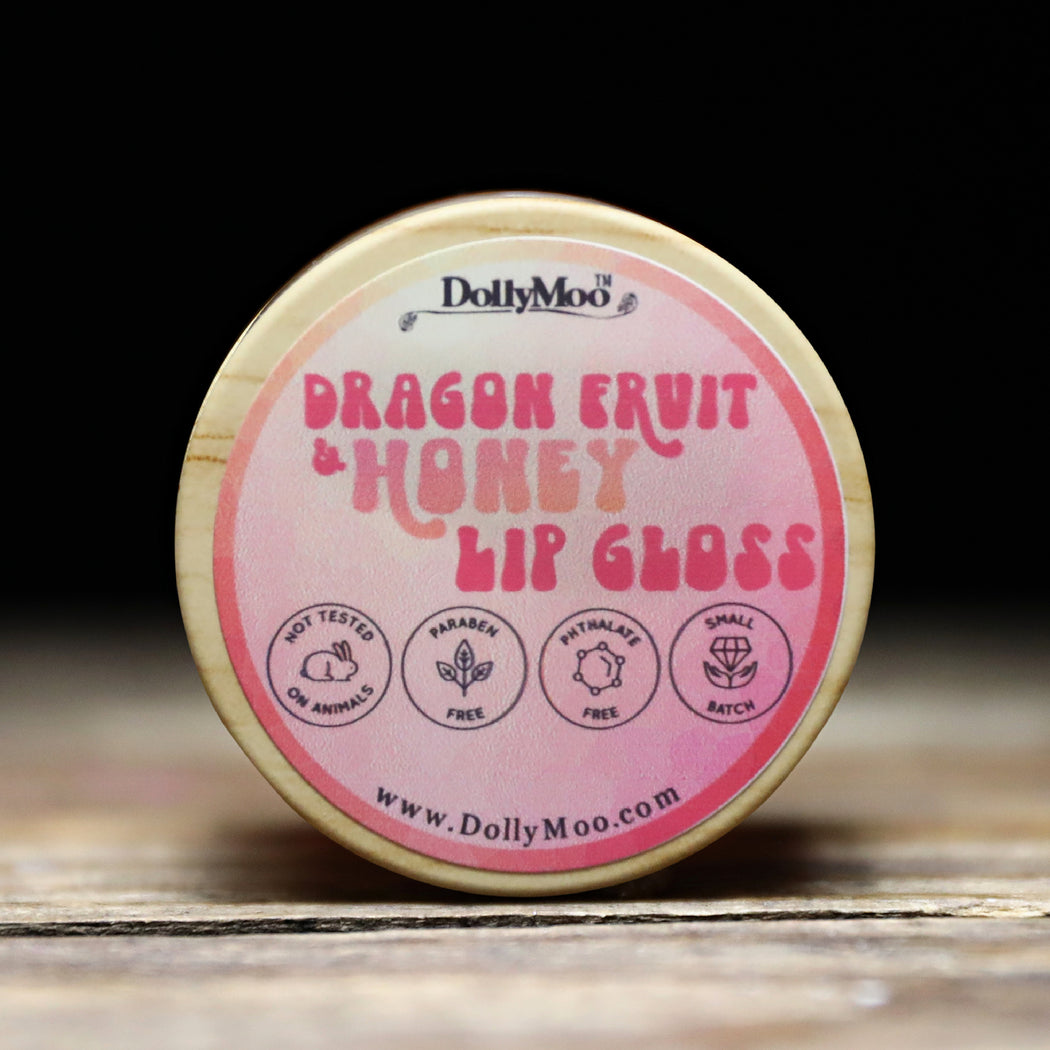 DollyMoo™
DRAGON FRUIT
& HONEY
LIP GLOSS
NOT TESTED
ON ANIMALS
PARABEN
FREE
PHTHALATE
FREE
SMALL
BATCH
www.DollyMoo.com